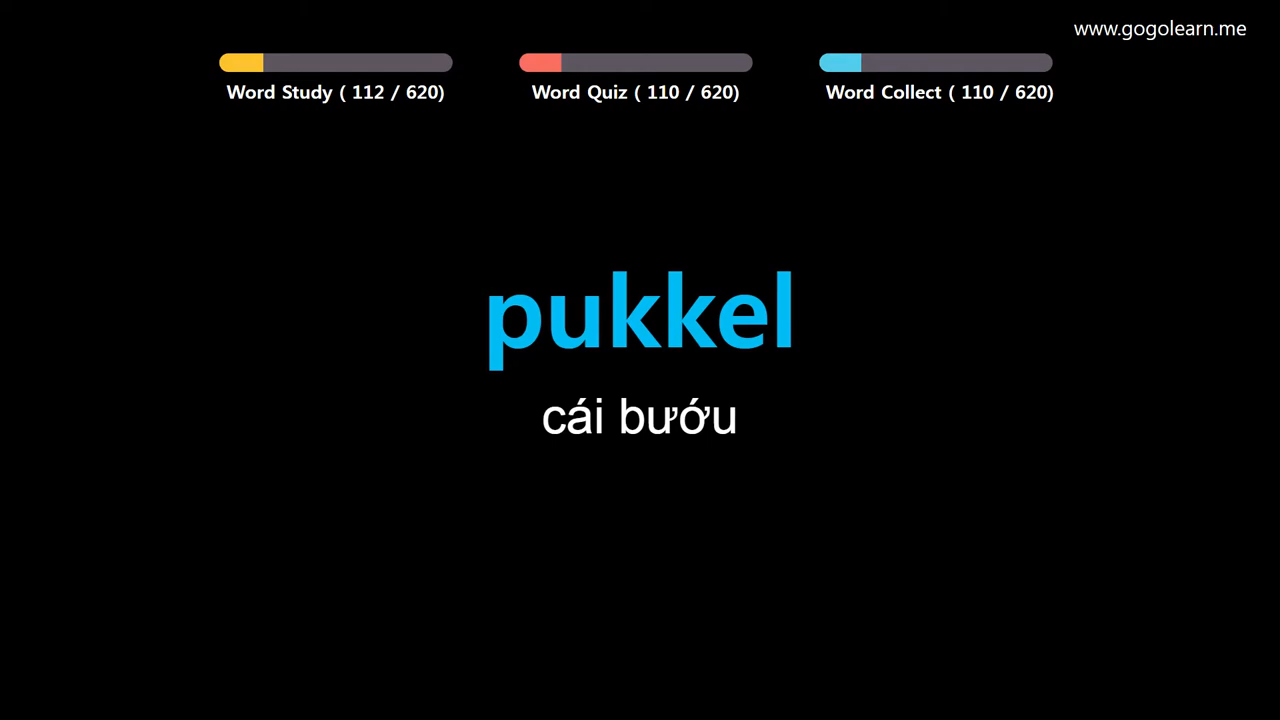 www.gogolearn.me
Word Study ( 112 / 620)
Word Quiz ( 110 / 620)
Word Collect ( 110 / 620)
pukkel
cái bướu